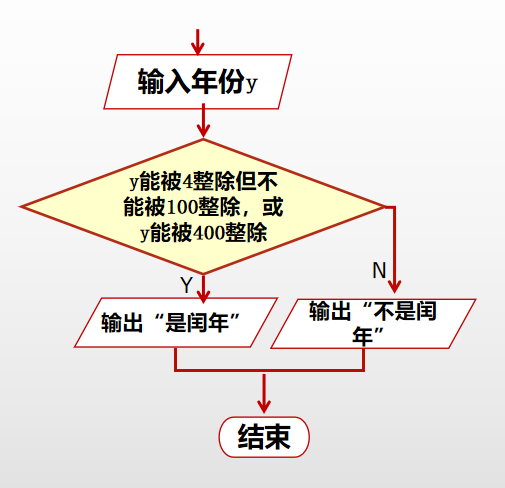 输入年份y
y能被4整除但不
能被100整除，或
y能被400整除
Y
N
输出“是闰年”
输出“不是闰
年”
结束